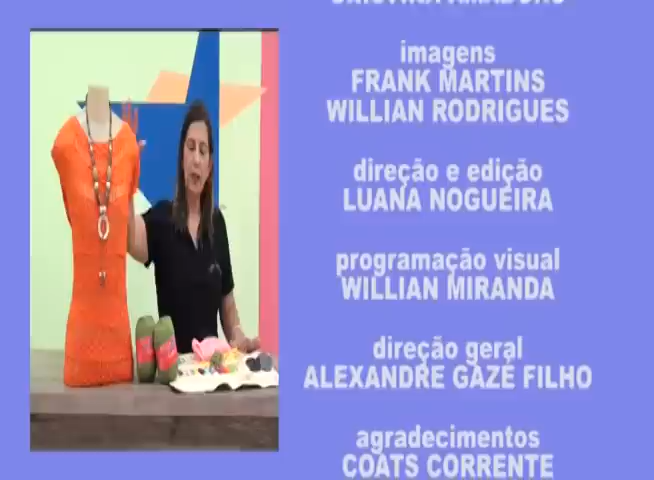 imagens
FRANK MARTINS
WILLIAN RODRIGUES
direção e edição
LUANA NOGUEIRA
programação visual
WILLIAN MIRANDA
direção geral
ALEXANDRE GAZÉ FILHO
agradecimentos
COATS CORRENTE